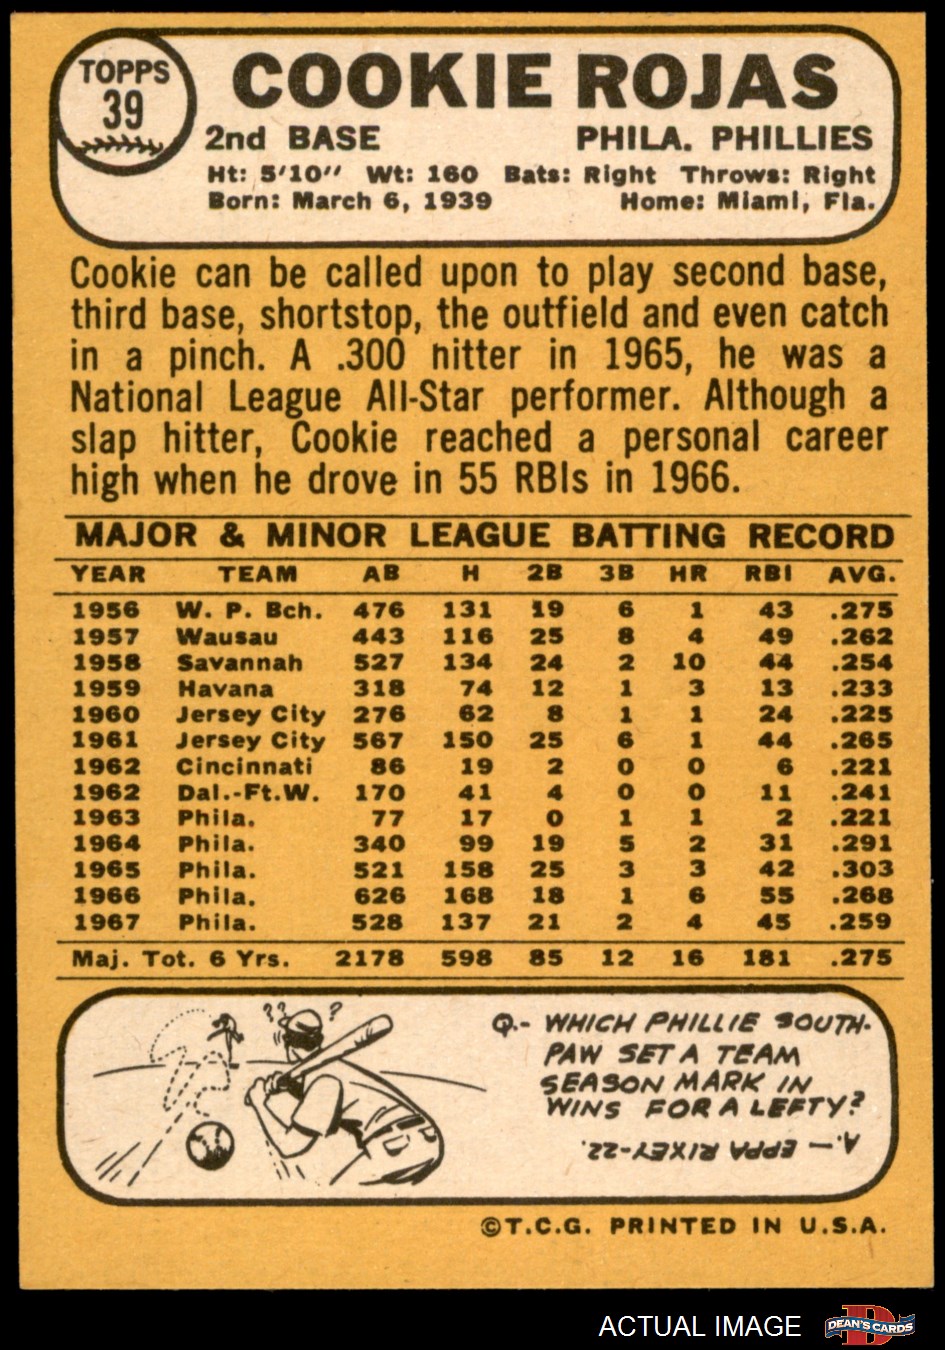 TOPPS
39
COOKIE ROJAS
2nd BASE PHILA. PHILLIES
Ht: 5'10" Wt: 160 Bats: Right Throws: Right
Born: March 6, 1939 Home: Miami, Fla.
Cookie can be called upon to play second base,
third base, shortstop, the outfield and even catch
in a pinch. A .300 hitter in 1965, he was a
National League All-Star performer. Although a
slap hitter, Cookie reached a personal career
high when he drove in 55 RBIs in 1966.
MAJOR & MINOR LEAGUE BATTING RECORD
YEAR TEAM AB H 2B 3B HR RBI AVG.
1956 W. P. Bch. 476 131 19 6 1 43 .275
1957 Wausau 443 116 25 8 4 49 .262
1958 Savannah 527 134 24 2 10 44 .254
1959 Havana 318 74 12 1 3 13 .233
1960 Jersey City 276 62 8 1 1 24 .225
1961 Jersey City 567 150 25 6 1 44 .265
1962 Cincinnati 86 19 2 0 0 6 .221
1962 Dal.-Ft.W. 170 41 4 0 0 11 .241
1963 Phila. 77 17 0 1 1 2 .221
1964 Phila. 340 99 19 5 2 31 .291
1965 Phila. 521 158 25 3 3 42 .303
1966 Phila. 626 168 18 1 6 55 .268
1967 Phila. 528 137 21 2 4 45 .259
Maj. Tot. 6 Yrs. 2178 598 85 12 16 181 .275
?? ?
Q.- WHICH PHILLIE SOUTH-
PAW SET A TEAM
SEASON MARK IN
WINS FOR A LEFTY?
A.— EPPA RIXEY-22.
©T.C.G. PRINTED IN U.S.A.
ACTUAL IMAGE
D
DEAN'S CARDS